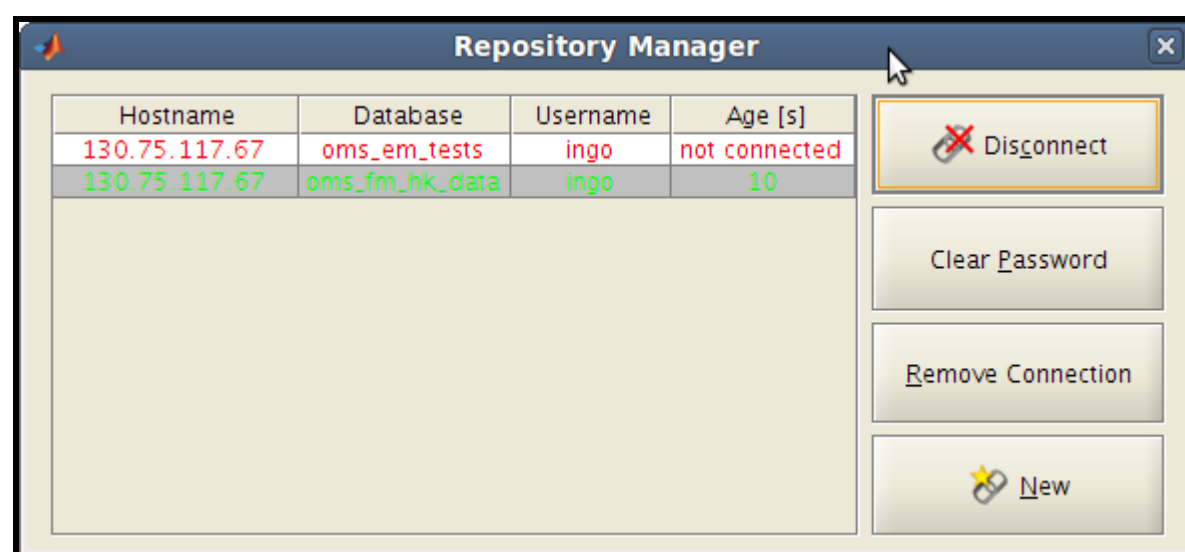 Repository Manager
Hostname Database Username Age [s]
130.75.117.67 oms_em_tests ingo not connected
130.75.117.67 oms_fm_hk_data ingo 10
Disconnect
Clear Password
Remove Connection
New